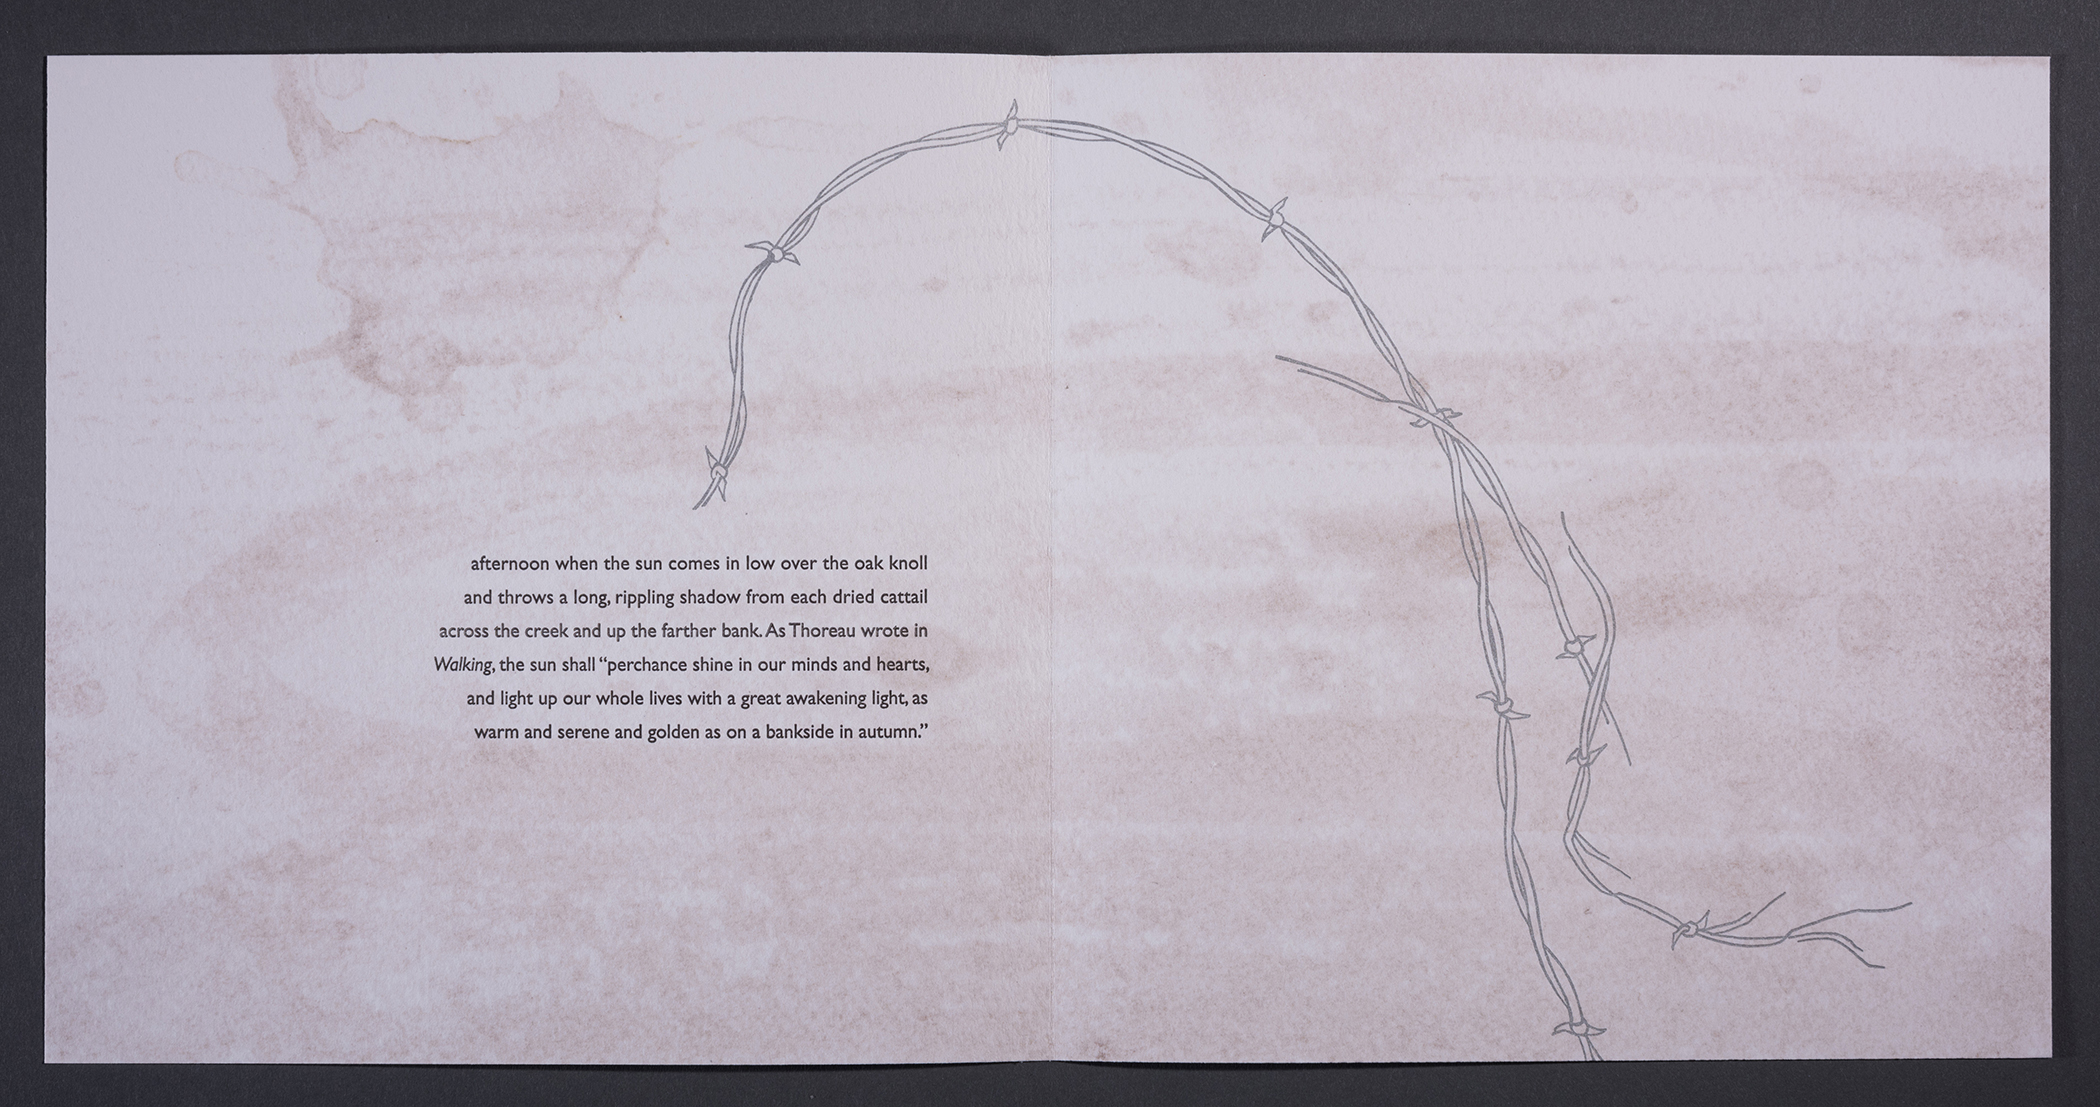 afternoon when the sun comes in low over the oak knoll
and throws a long, rippling shadow from each dried cattail
across the creek and up the farther bank. As Thoreau wrote in
Walking, the sun shall “perchance shine in our minds and hearts,
and light up our whole lives with a great awakening light, as
warm and serene and golden as on a bankside in autumn.”